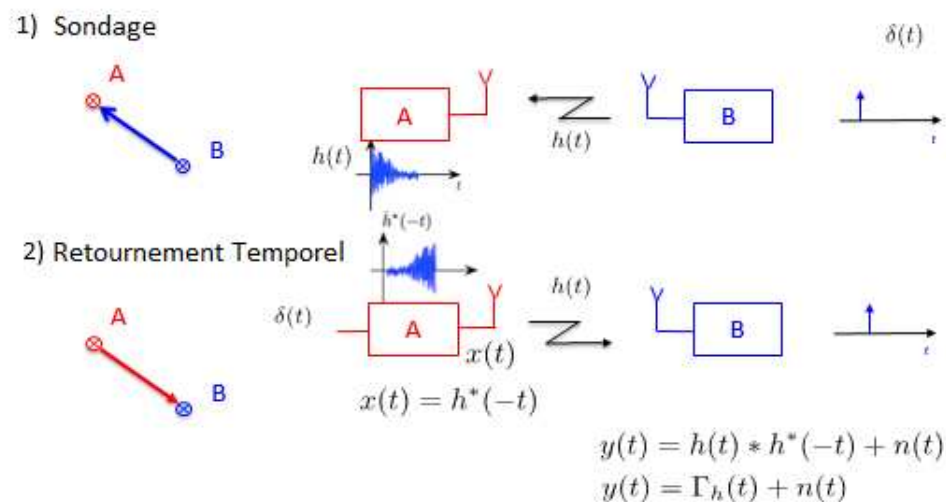 1) Sondage
δ(t)
A
B
A
h(t)
B
t
h(t)
t
h*(-t)
2) Retournement Temporel
A
B
δ(t)
A
x(t)
h(t)
B
t
x(t) = h*(-t)
y(t) = h(t) * h*(-t) + n(t)
y(t) = Γh(t) + n(t)